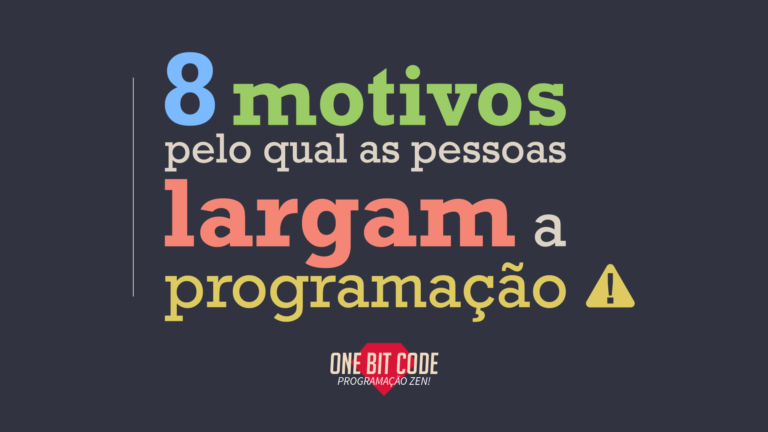 8 motivos
pelo qual as pessoas
largam a
programação
ONE BIT CODE
PROGRAMAÇÃO ZEN!